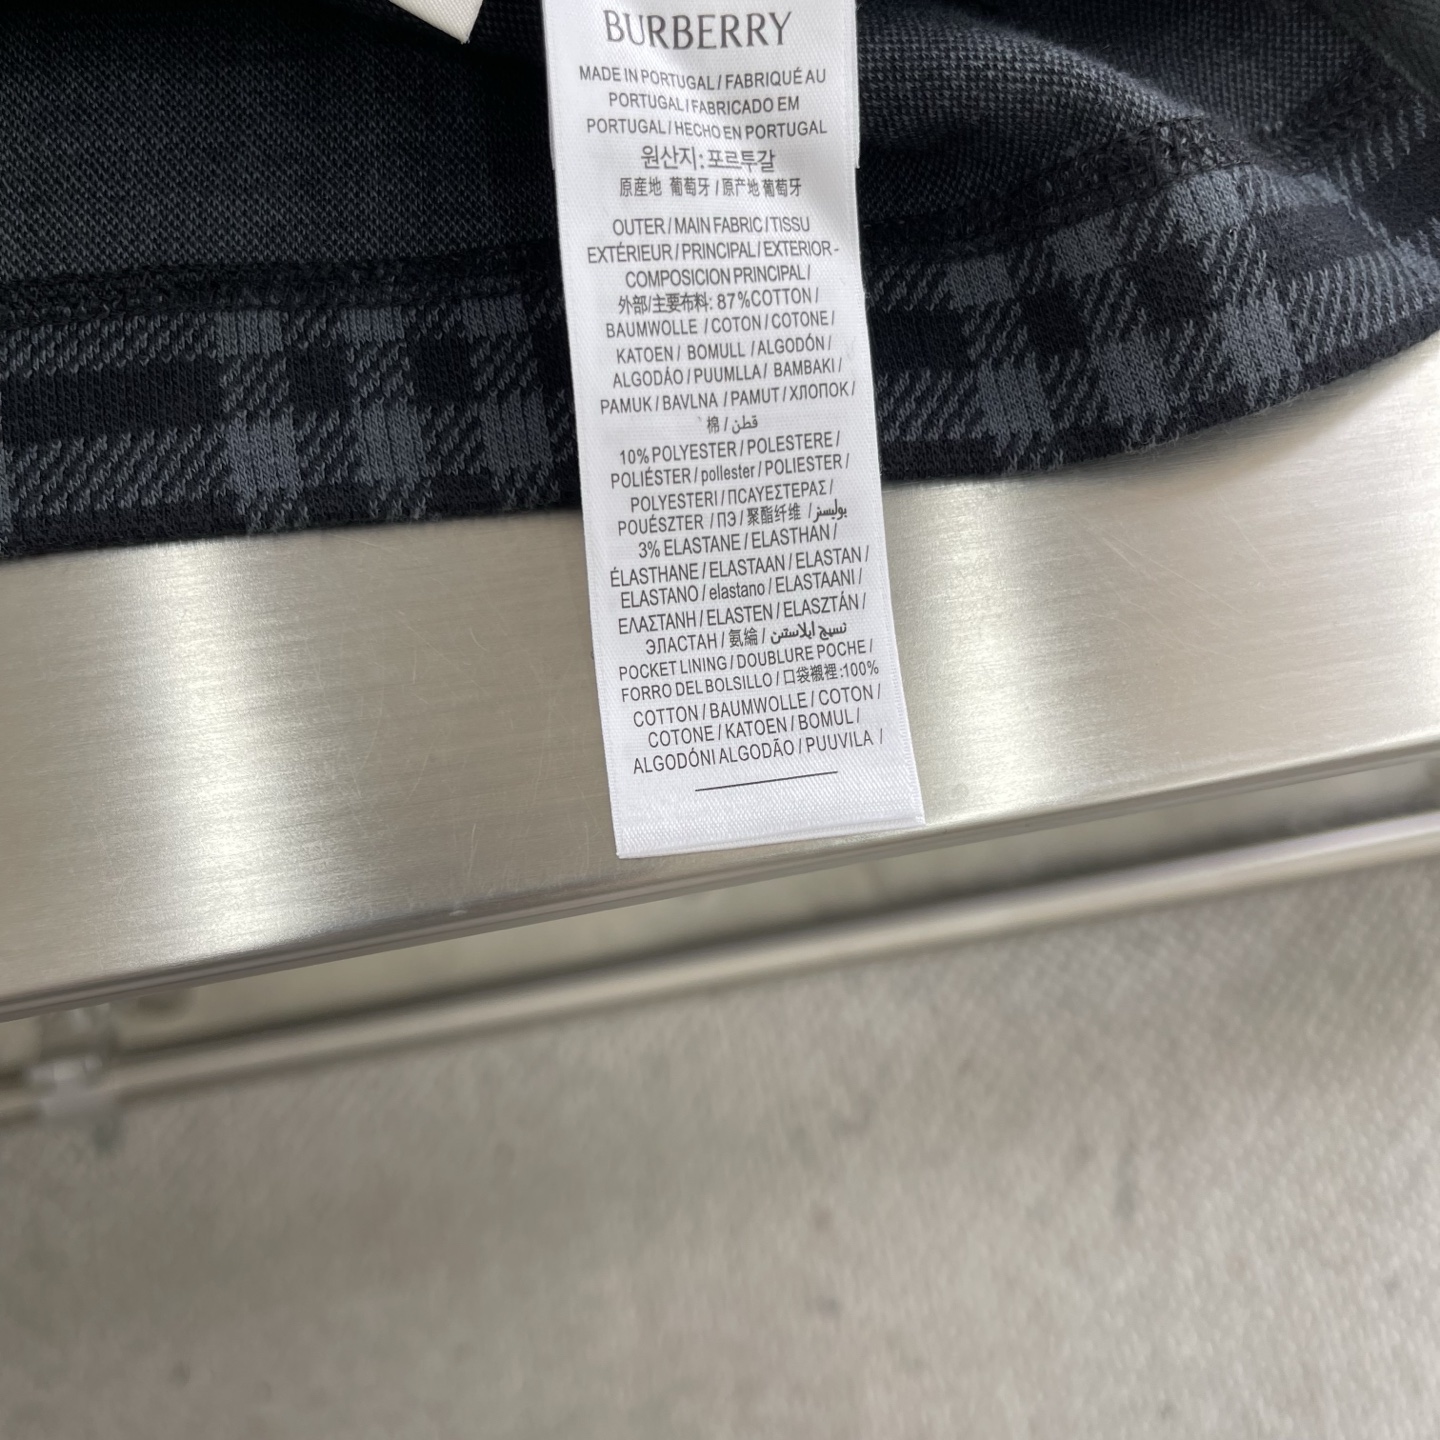 BURBERRY
MADE IN PORTUGAL / FABRIQUÉ AU
PORTUGAL / FABRICADO EM
PORTUGAL / HECHO EN PORTUGAL
원산지: 포르투갈
原産地 葡萄牙 / 原产地 葡萄牙
OUTER / MAIN FABRIC / TISSU
EXTÉRIEUR / PRINCIPAL / EXTERIOR -
COMPOSICION PRINCIPAL /
外部/主要布料: 87%COTTON /
BAUMWOLLE / COTON / COTONE /
KATOEN / BOMULL / ALGODÓN /
ALGODÁO / PUUMLLA / BAMBAKI /
PAMUK / BAVLNA / PAMUT / ХЛОПОК /
棉 / قطن
10% POLYESTER / POLESTERE /
POLIÉSTER / pollester / POLIESTER /
POLYESTERI / ΠCAYEΣTEPAΣ /
POUÉSZTER / ПЭ / 聚酯纤维 / بوليستر
3% ELASTANE / ELASTHAN /
ÉLASTHANE / ELASTAAN / ELASTAN /
ELASTANO / elastano / ELASTAANI /
ΕΛΑΣΤΑΝΗ / ELASTEN / ELASZTÁN /
ЭЛАСТАН / 氨綸 / نسيج ايلاستين
POCKET LINING / DOUBLURE POCHE /
FORRO DEL BOLSILLO / 口袋襯裡 :100%
COTTON / BAUMWOLLE / COTON /
COTONE / KATOEN / BOMUL /
ALGODÓNI ALGODÃO / PUUVILA /